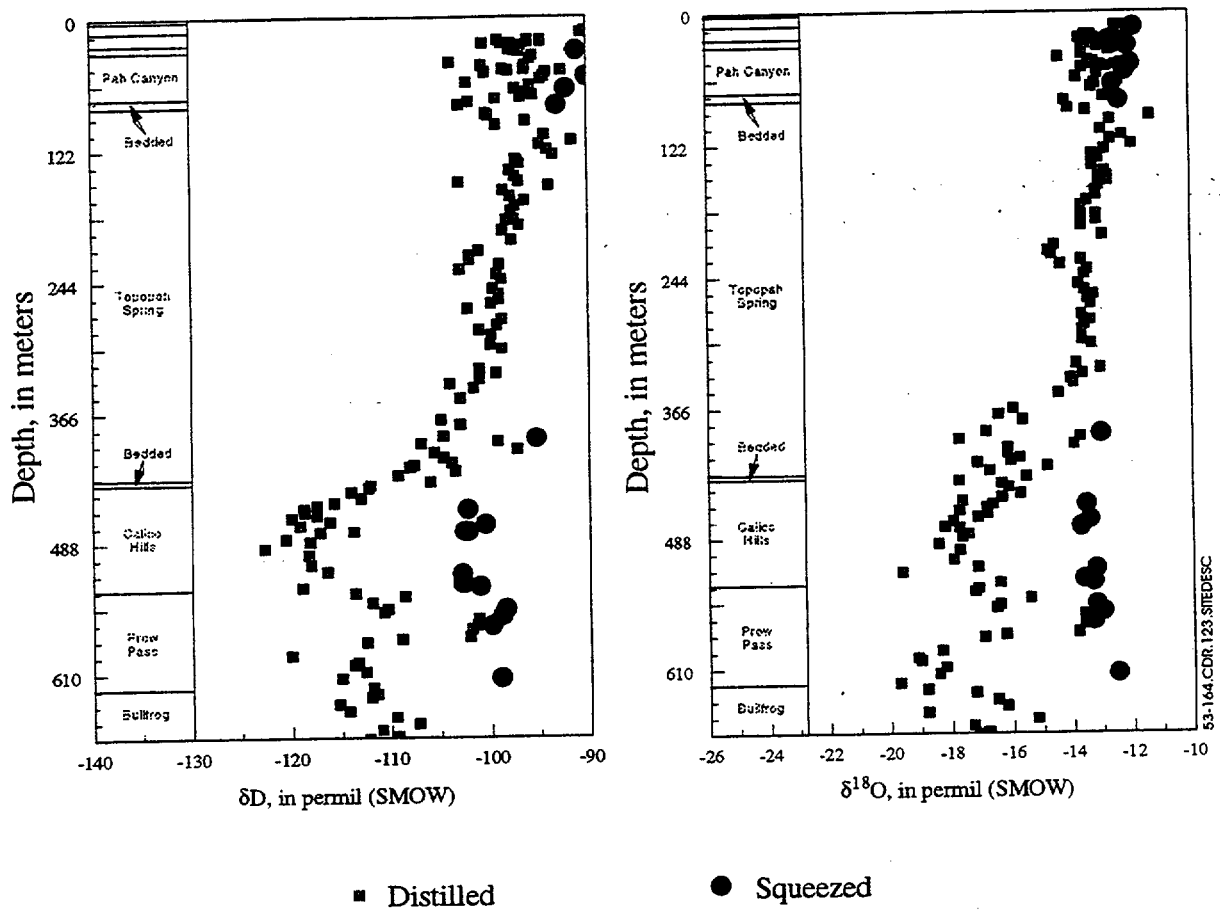 0
122
244
366
488
610
Depth, in meters
Pah Canyon
Bedded
Topopah
Spring
Bedded
Calico
Hills
Prow
Pass
Bullfrog
-140
-130
-120
-110
-100
-90
δD, in permil (SMOW)
0
122
244
366
488
610
Depth, in meters
Pah Canyon
Bedded
Topopah
Spring
Bedded
Calico
Hills
Prow
Pass
Bullfrog
-26
-24
-22
-20
-18
-16
-14
-12
-10
δ18O, in permil (SMOW)
53-164.CDR.123.SITEDESC
Distilled
Squeezed